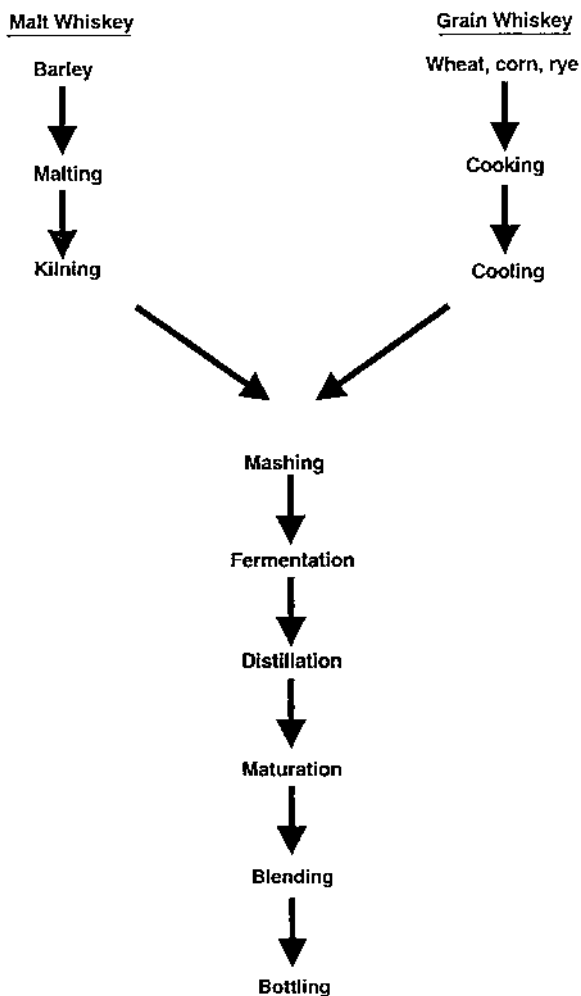 Malt Whiskey
Grain Whiskey
Barley
Wheat, corn, rye
Malting
Cooking
Kilning
Cooling
Mashing
Fermentation
Distillation
Maturation
Blending
Bottling